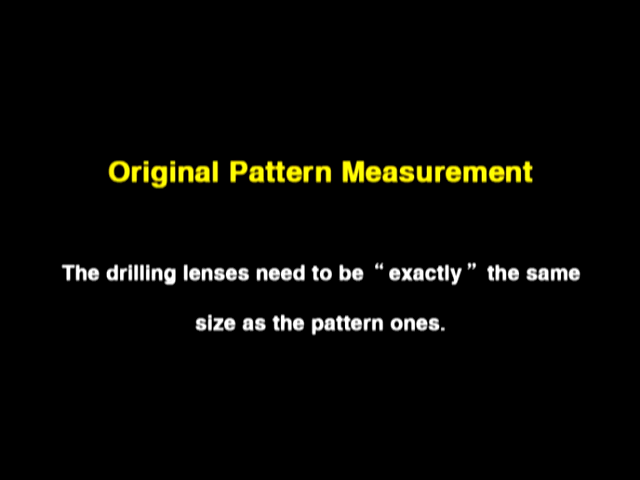 Original Pattern Measurement
The drilling lenses need to be “exactly” the same
size as the pattern ones.